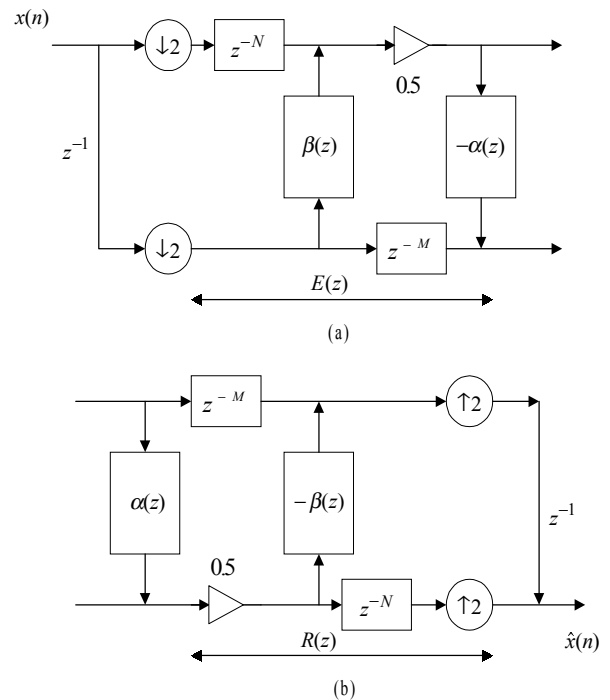 x(n)
↓2
z⁻ᴺ
0.5
z⁻¹
β(z)
−α(z)
↓2
z⁻ᴹ
E(z)
(a)
z⁻ᴹ
↑2
α(z)
−β(z)
z⁻¹
0.5
z⁻ᴺ
↑2
R(z)
x̂(n)
(b)